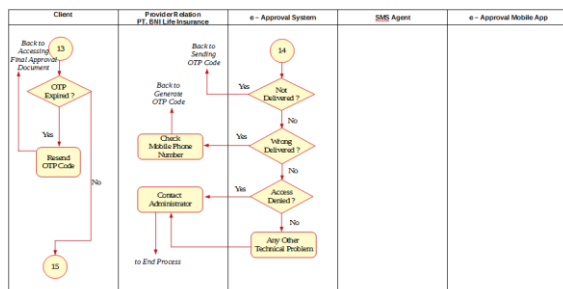 Client
Provider Relation
PT. BNI Life Insurance
e – Approval System
SMS Agent
e – Approval Mobile App
Back to
Accessing
Final Approval
Document
13
OTP
Expired ?
Yes
Resend
OTP Code
No
15
Back to
Generate
OTP Code
Check
Mobile Phone
Number
Contact
Administrator
to End Process
Back to
Sending
OTP Code
14
Yes
Not
Delivered ?
No
Yes
Wrong
Delivered ?
No
Yes
Access
Denied ?
No
Any Other
Technical Problem